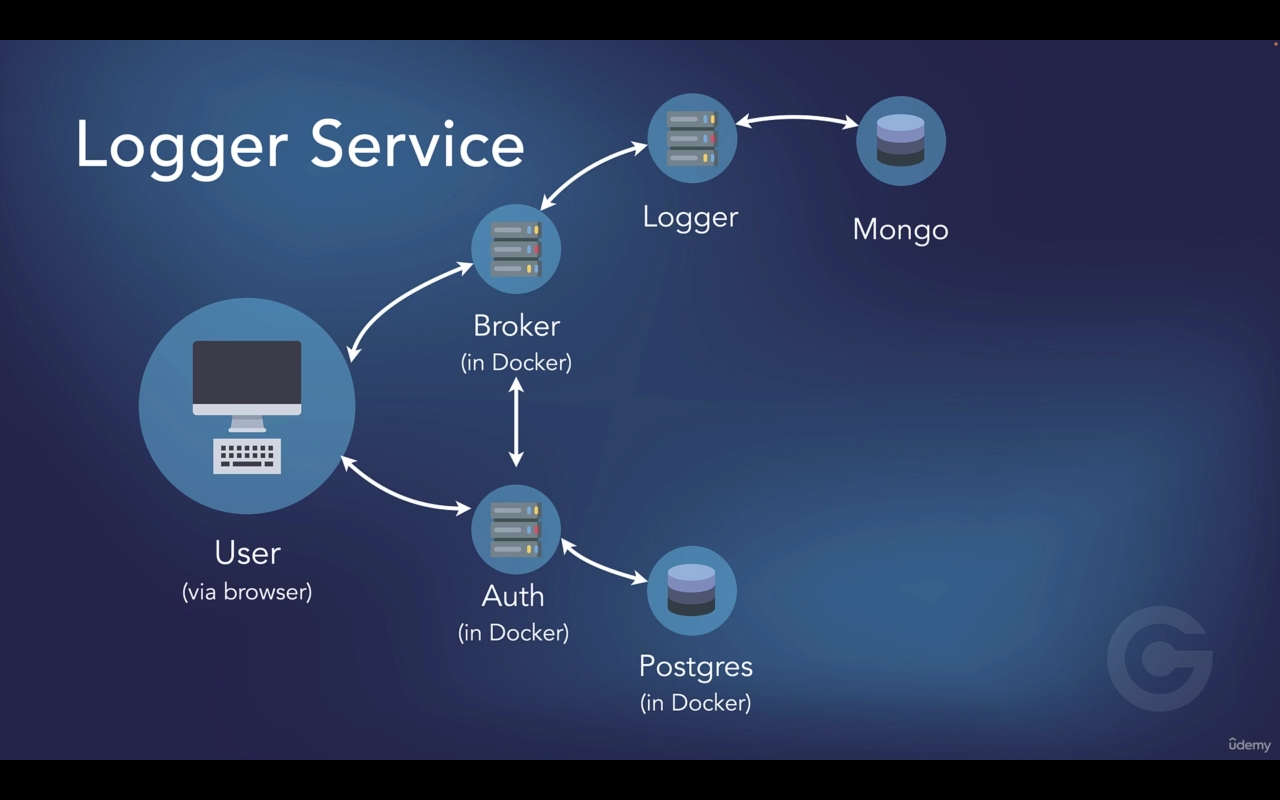 Logger Service
Logger
Mongo
Broker
(in Docker)
User
(via browser)
Auth
(in Docker)
Postgres
(in Docker)
ûdemy